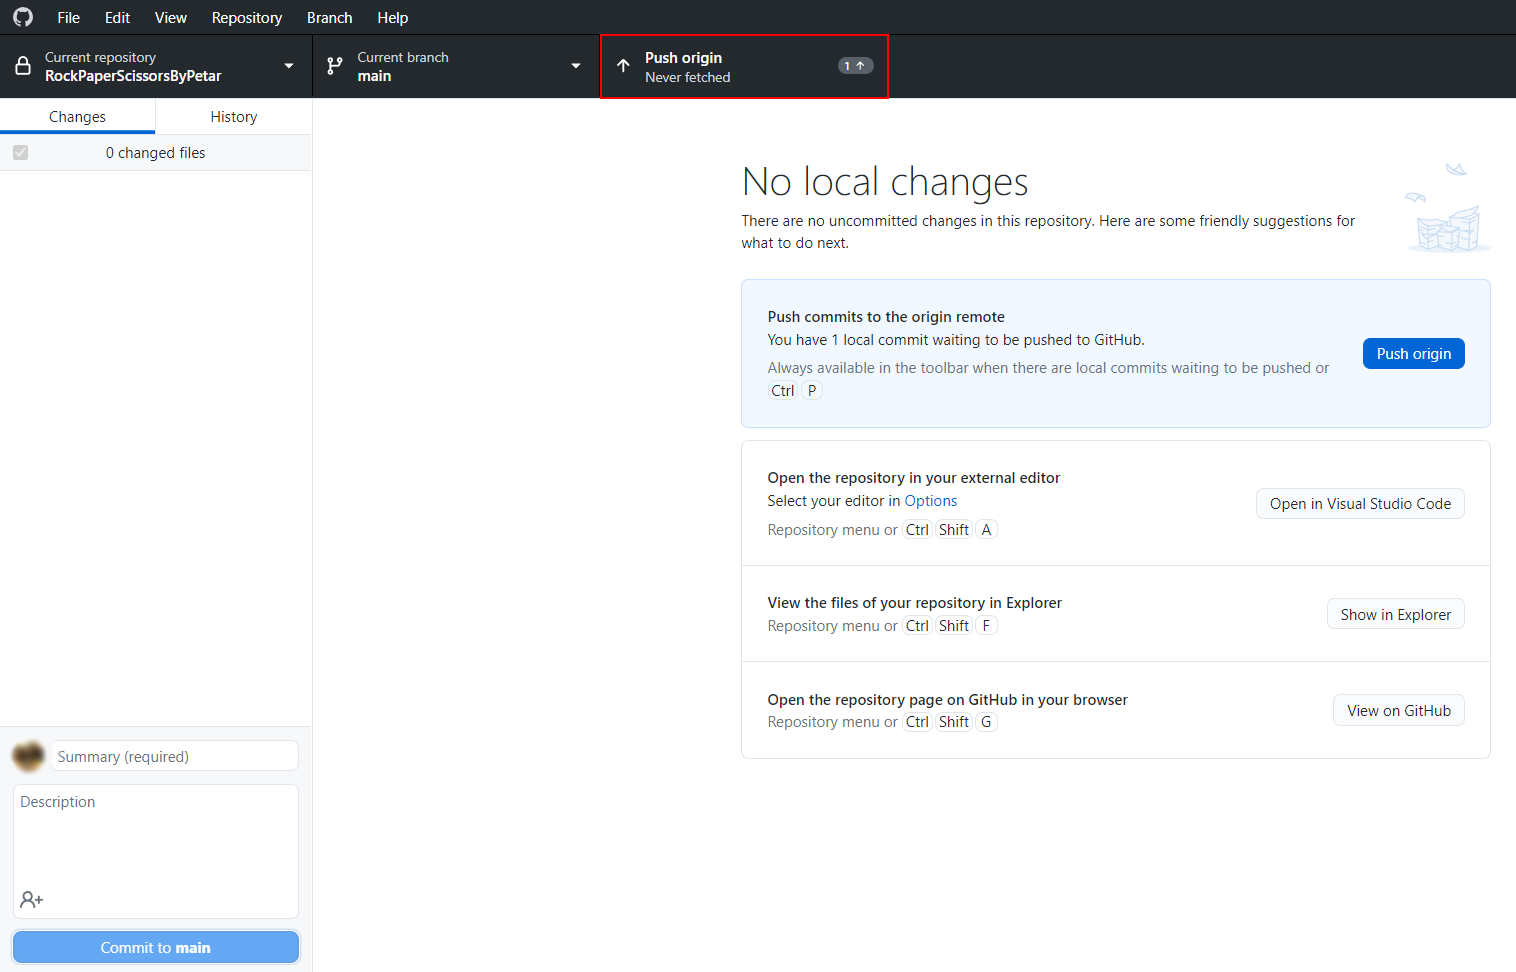 File Edit View Repository Branch Help
Current repository
RockPaperScissorsByPetar
Current branch
main
Push origin
Never fetched
1
Changes History
0 changed files
No local changes
There are no uncommitted changes in this repository. Here are some friendly suggestions for
what to do next.
Push commits to the origin remote
You have 1 local commit waiting to be pushed to GitHub.
Always available in the toolbar when there are local commits waiting to be pushed or
Ctrl P
Push origin
Open the repository in your external editor
Select your editor in Options
Repository menu or Ctrl Shift A
Open in Visual Studio Code
View the files of your repository in Explorer
Repository menu or Ctrl Shift F
Show in Explorer
Open the repository page on GitHub in your browser
Repository menu or Ctrl Shift G
View on GitHub
Summary (required)
Description
Commit to main